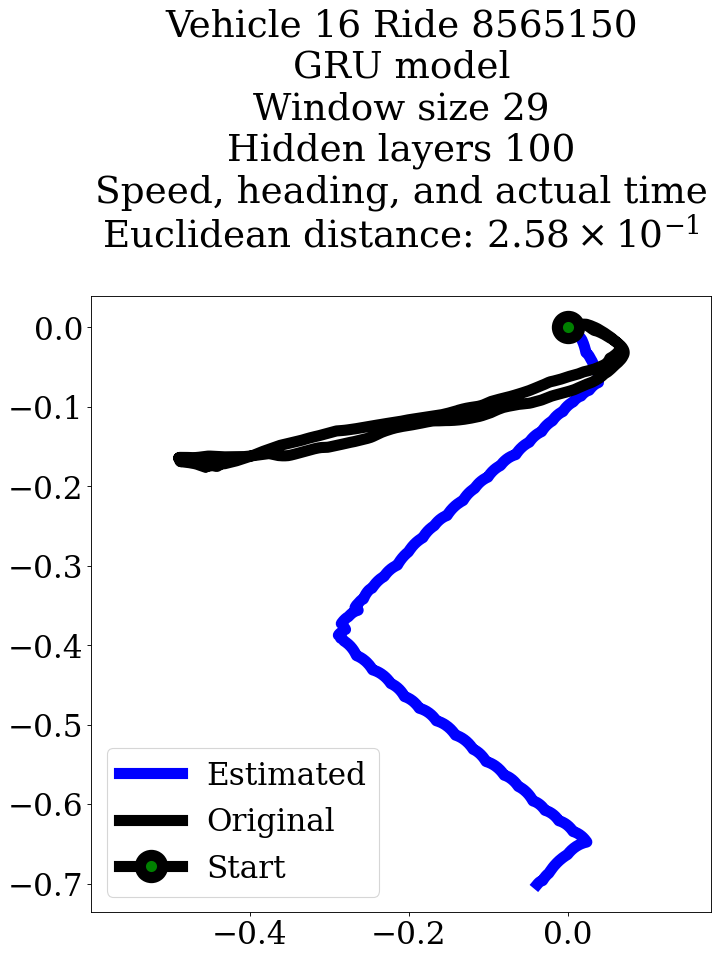 Vehicle 16 Ride 8565150
GRU model
Window size 29
Hidden layers 100
Speed, heading, and actual time
Euclidean distance: 2.58 × 10⁻¹
0.0
−0.1
−0.2
−0.3
−0.4
−0.5
−0.6
−0.7
Estimated
Original
Start
−0.4 −0.2 0.0